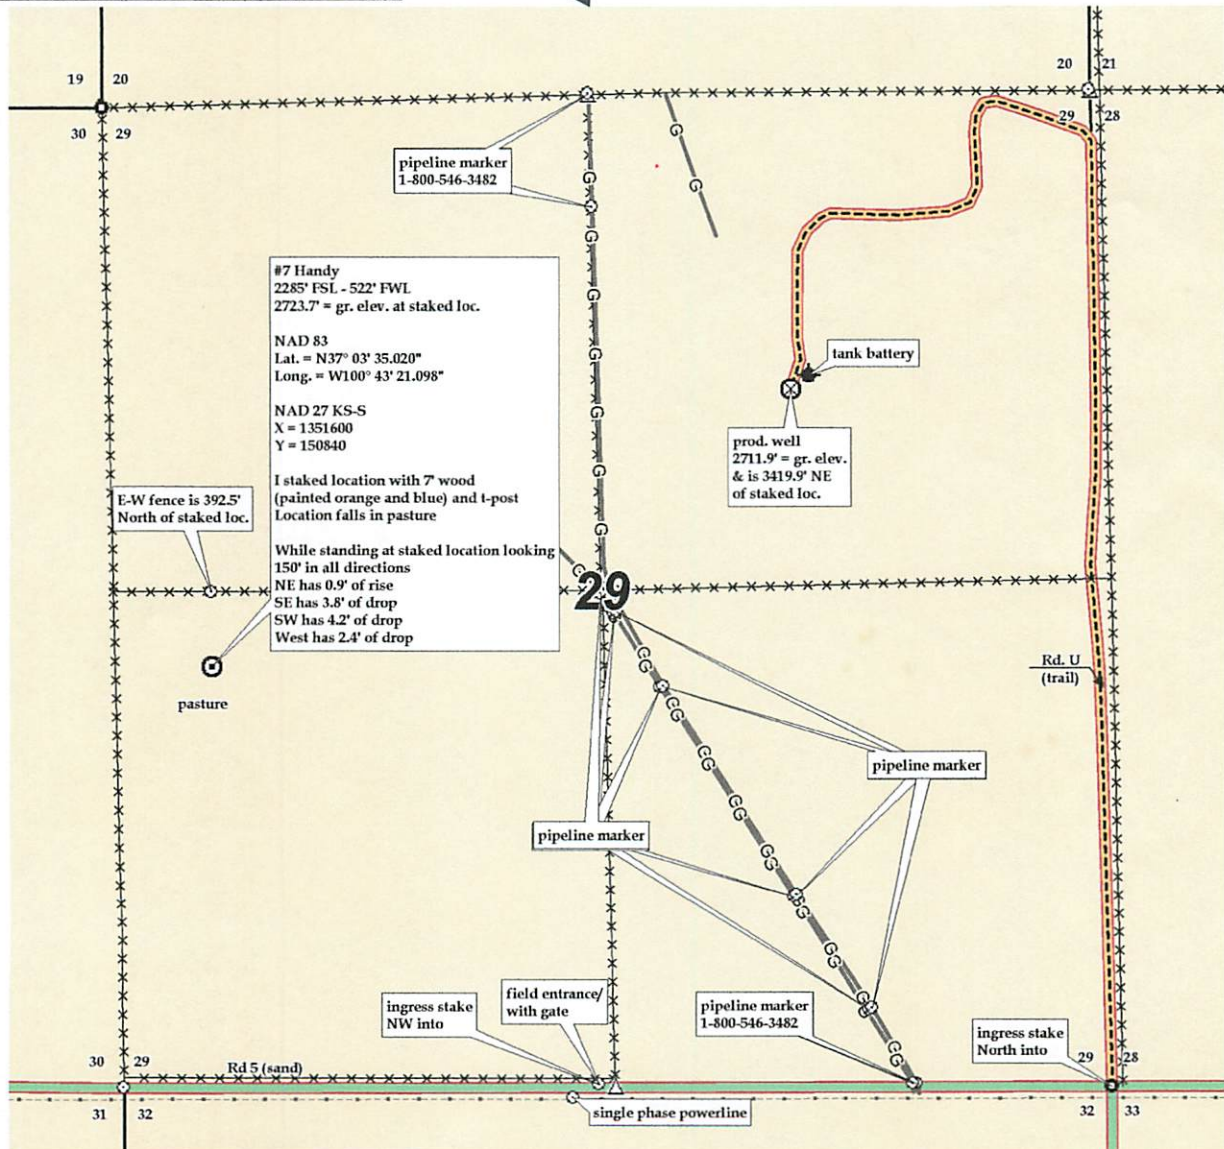 19 20
20 21
30 29
29 28
pipeline marker
1-800-546-3482
#7 Handy
2285' FSL - 522' FWL
2723.7' = gr. elev. at staked loc.
NAD 83
Lat. = N37° 03' 35.020"
Long. = W100° 43' 21.098"
NAD 27 KS-S
X = 1351600
Y = 150840
I staked location with 7' wood
(painted orange and blue) and t-post
Location falls in pasture
While standing at staked location looking
150' in all directions
NE has 0.9' of rise
SE has 3.8' of drop
SW has 4.2' of drop
West has 2.4' of drop
tank battery
prod. well
2711.9' = gr. elev.
& is 3419.9' NE
of staked loc.
E-W fence is 392.5'
North of staked loc.
29
pasture
Rd. U
(trail)
pipeline marker
pipeline marker
ingress stake
NW into
field entrance/
with gate
pipeline marker
1-800-546-3482
ingress stake
North into
30 29
Rd 5 (sand)
29 28
31 32
single phase powerline
32 33
G G
G G G G G G G G
G
G G G G G G G G G G G G G G G G